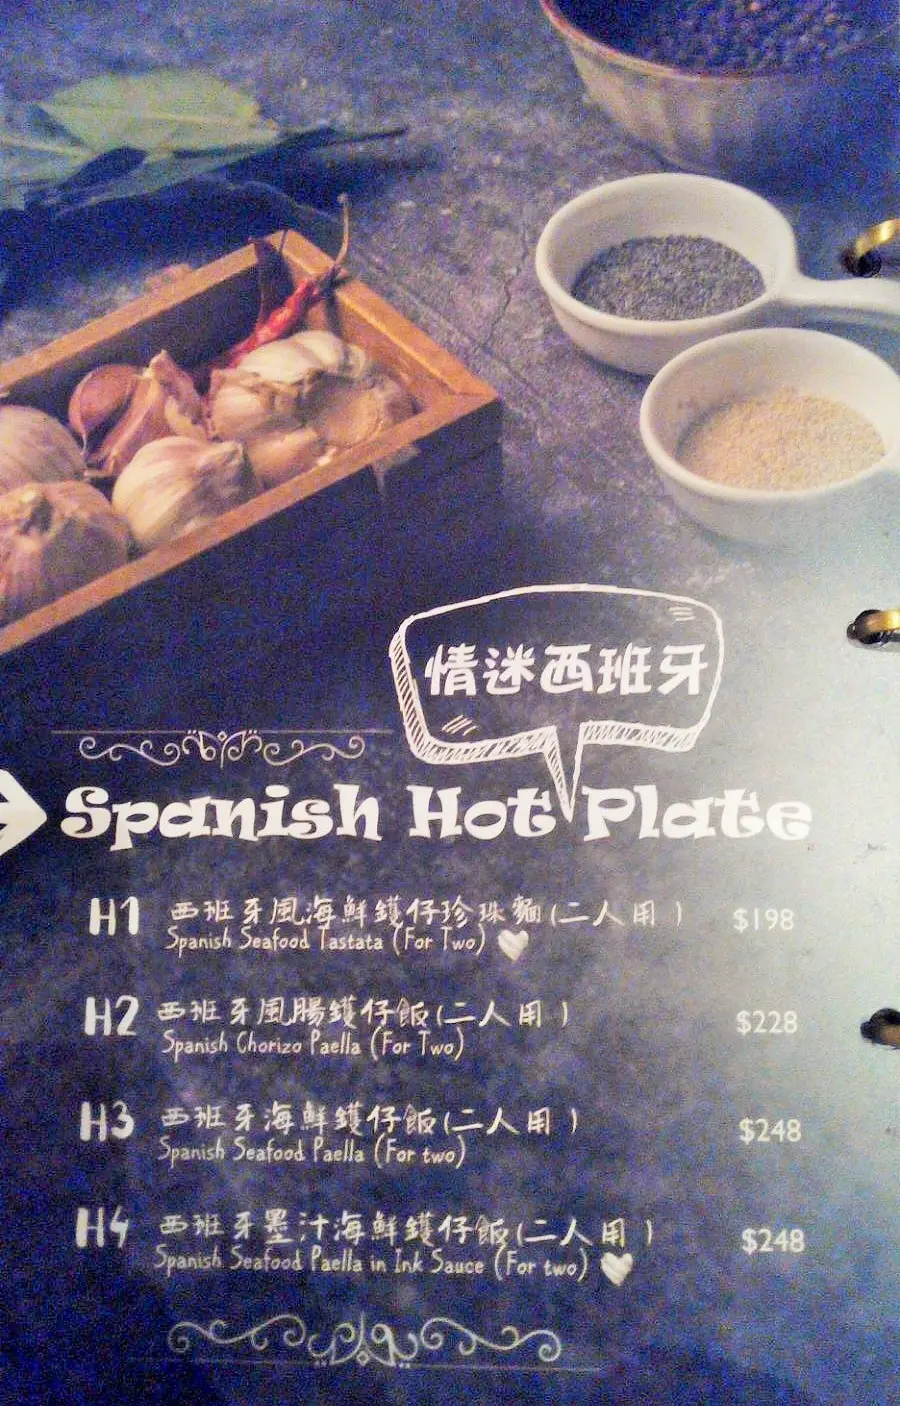 情迷西班牙
Spanish Hot Plate
H1 西班牙風海鮮鑊仔珍珠麵(二人用) $198
Spanish Seafood Tastata (For Two)
H2 西班牙風腸鑊仔飯(二人用) $228
Spanish Chorizo Paella (For Two)
H3 西班牙海鮮鑊仔飯(二人用) $248
Spanish Seafood Paella (For two)
H4 西班牙墨汁海鮮鑊仔飯(二人用) $248
Spanish Seafood Paella in Ink Sauce (For two)